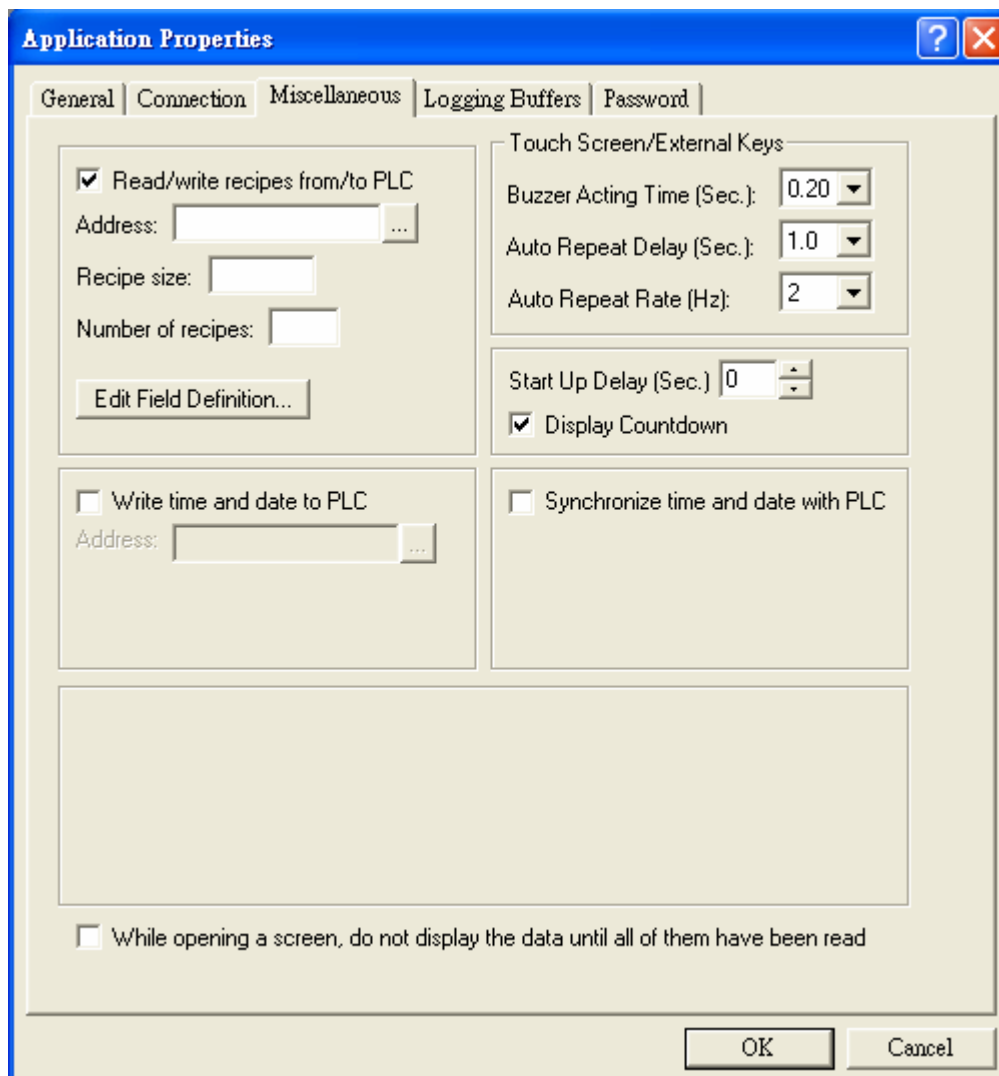 Application Properties
General Connection Miscellaneous Logging Buffers Password
Read/write recipes from/to PLC
Address: ...
Recipe size:
Number of recipes:
Edit Field Definition...
Touch Screen/External Keys
Buzzer Acting Time (Sec.): 0.20
Auto Repeat Delay (Sec.): 1.0
Auto Repeat Rate (Hz): 2
Start Up Delay (Sec.) 0
Display Countdown
Write time and date to PLC
Address: ...
Synchronize time and date with PLC
While opening a screen, do not display the data until all of them have been read
OK Cancel